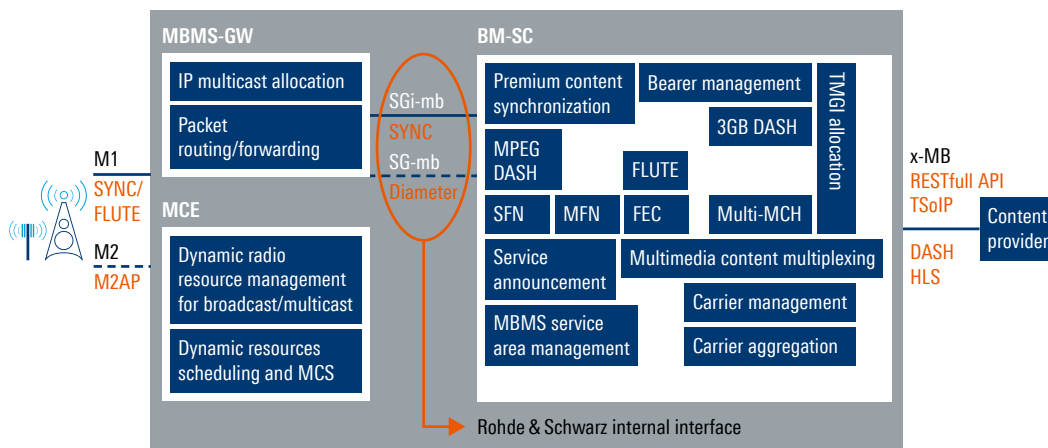 MBMS-GW
IP multicast allocation
Packet
routing/forwarding
M1
SYNC/
FLUTE
M2
M2AP
MCE
Dynamic radio
resource management
for broadcast/multicast
Dynamic resources
scheduling and MCS
SGi-mb
SYNC
SG-mb
Diameter
BM-SC
Premium content
synchronization
Bearer management
TMGI allocation
3GB DASH
MPEG
DASH
FLUTE
SFN
MFN
FEC
Multi-MCH
Service
announcement
Multimedia content multiplexing
MBMS service
area management
Carrier management
Carrier aggregation
x-MB
RESTfull API
TSoIP
DASH
HLS
Content
provider
Rohde & Schwarz internal interface